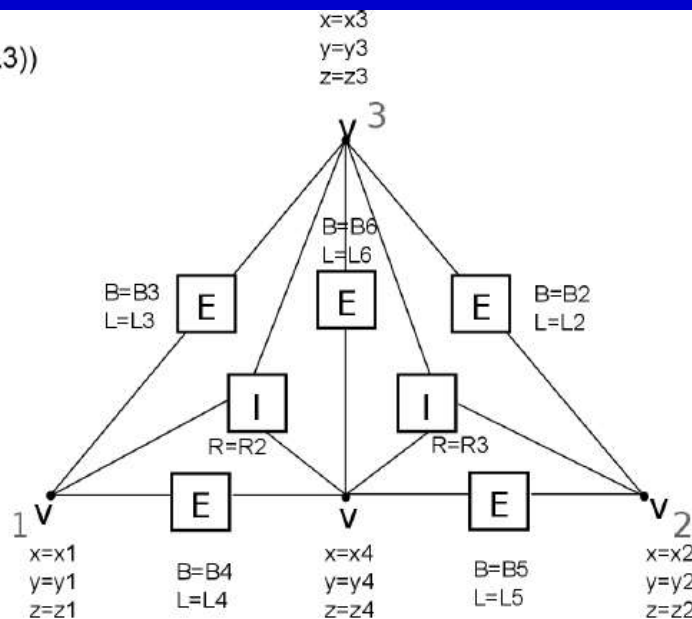 x=x3
.3))
y=y3
z=z3
3
v
B=B6
L=L6
B=B3
L=L3
E
E
E
B=B2
L=L2
I
I
R=R2
R=R3
E
E
1
v
v
v
2
x=x1
y=y1
z=z1
B=B4
L=L4
x=x4
y=y4
z=z4
B=B5
L=L5
x=x2
y=y2
z=z2